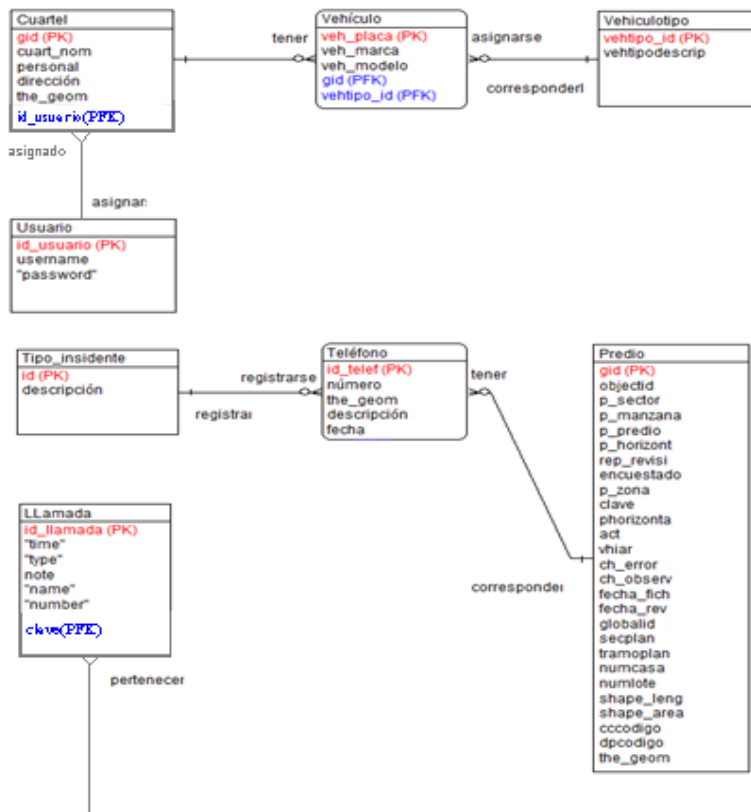 Cuartel
gid (PK)
cuart_nom
personal
dirección
the_geom
id_usuario(PFK)
tener
Vehículo
veh_placa (PK)
veh_marca
veh_modelo
gid (PFK)
vehtipo_id (PFK)
asignarse
corresponderl
Vehiculotipo
vehtipo_id (PK)
vehtipodescrip
asignado
asignar
Usuario
id_usuario (PK)
username
"password"
Tipo_insidente
id (PK)
descripción
registrarse
registrar
Teléfono
id_telef (PK)
número
the_geom
descripción
fecha
tener
corresponder
Predio
gid (PK)
objectid
p_sector
p_manzana
p_predio
p_horizont
rep_revisi
encuestado
p_zona
clave
phorizonta
act
vhiar
ch_error
ch_observ
fecha_fich
fecha_rev
globalid
secplan
tramoplan
numcasa
numlote
shape_leng
shape_area
cccodigo
dpcodigo
the_geom
LLamada
id_llamada (PK)
"time"
"type"
note
"name"
"number"
clave(PFK)
pertenecer